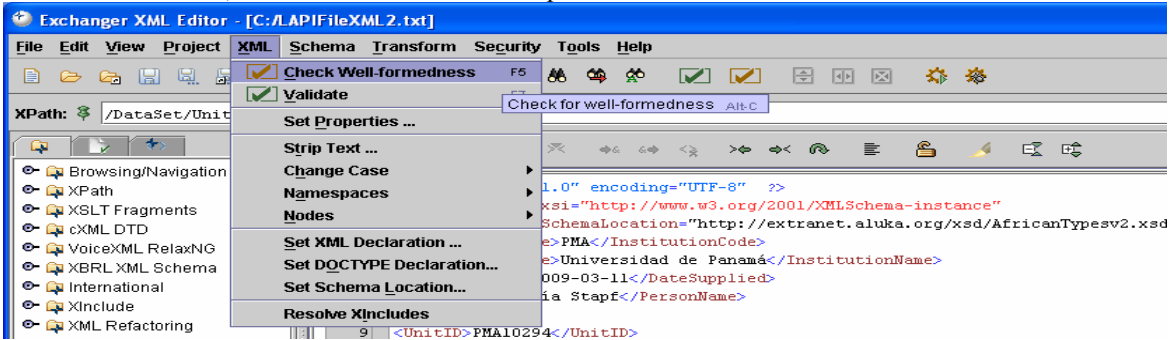 Exchanger XML Editor - [C:/LAPIFileXML2.txt]
File Edit View Project XML Schema Transform Security Tools Help
Check Well-formedness F5
Validate
Check for well-formedness Alt-C
XPath: /DataSet/Unit
Set Properties ...
Strip Text ...
Change Case
Namespaces
Nodes
Set XML Declaration ...
Set DOCTYPE Declaration...
Set Schema Location...
Resolve XIncludes
Browsing/Navigation
XPath
XSLT Fragments
cXML DTD
VoiceXML RelaxNG
XBRL XML Schema
International
XInclude
XML Refactoring
1.0" encoding="UTF-8" ?>
xsi="http://www.w3.org/2001/XMLSchema-instance"
SchemaLocation="http://extranet.aluka.org/xsd/AfricanTypesv2.xsd
e>PMA</InstitutionCode>
e>Universidad de Panamá</InstitutionName>
009-03-11</DateSupplied>
ía Stapf</PersonName>
9 <UnitID>PMA10294</UnitID>